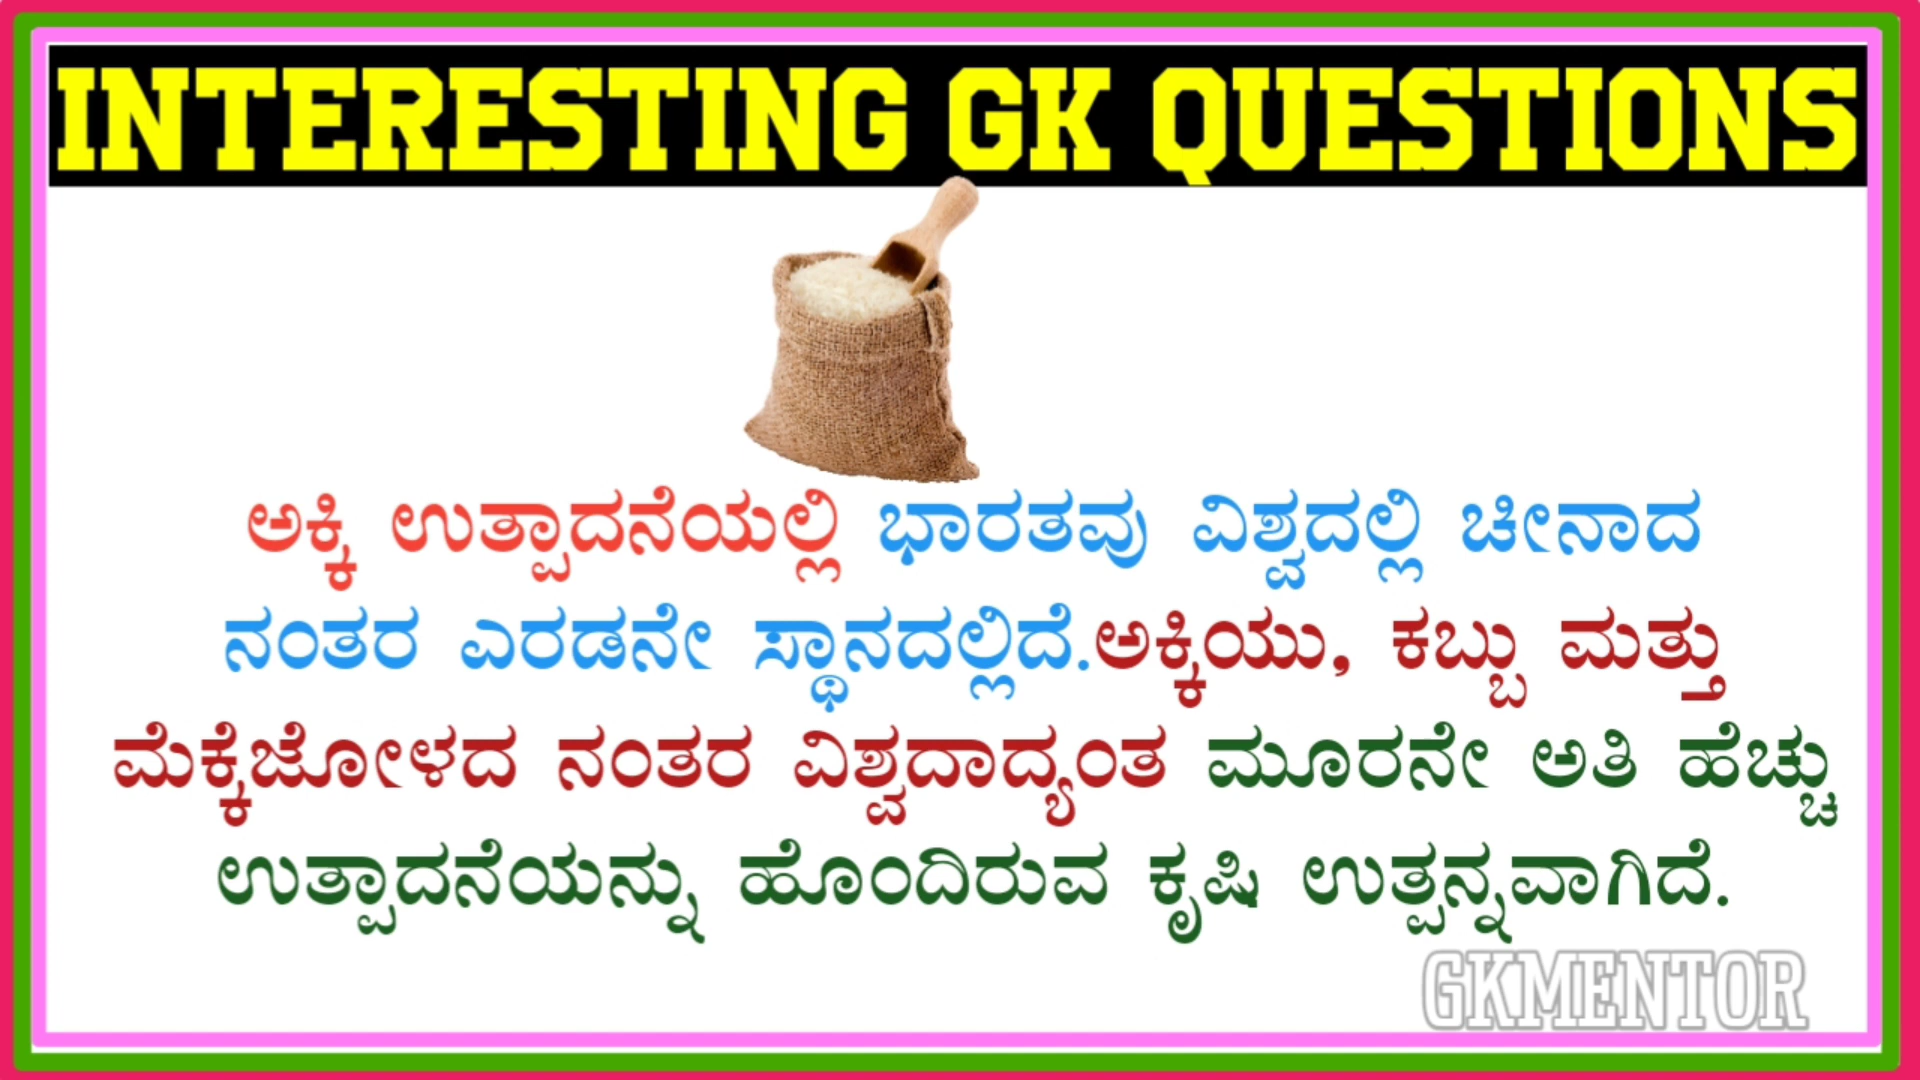 INTERESTING GK QUESTIONS
ಅಕ್ಕಿ ಉತ್ಪಾದನೆಯಲ್ಲಿ ಭಾರತವು ವಿಶ್ವದಲ್ಲಿ ಚೀನಾದ
ನಂತರ ಎರಡನೇ ಸ್ಥಾನದಲ್ಲಿದೆ.ಅಕ್ಕಿಯು, ಕಬ್ಬು ಮತ್ತು
ಮೆಕ್ಕೆಜೋಳದ ನಂತರ ವಿಶ್ವದಾದ್ಯಂತ ಮೂರನೇ ಅತಿ ಹೆಚ್ಚು
ಉತ್ಪಾದನೆಯನ್ನು ಹೊಂದಿರುವ ಕೃಷಿ ಉತ್ಪನ್ನವಾಗಿದೆ.
GKMENTOR